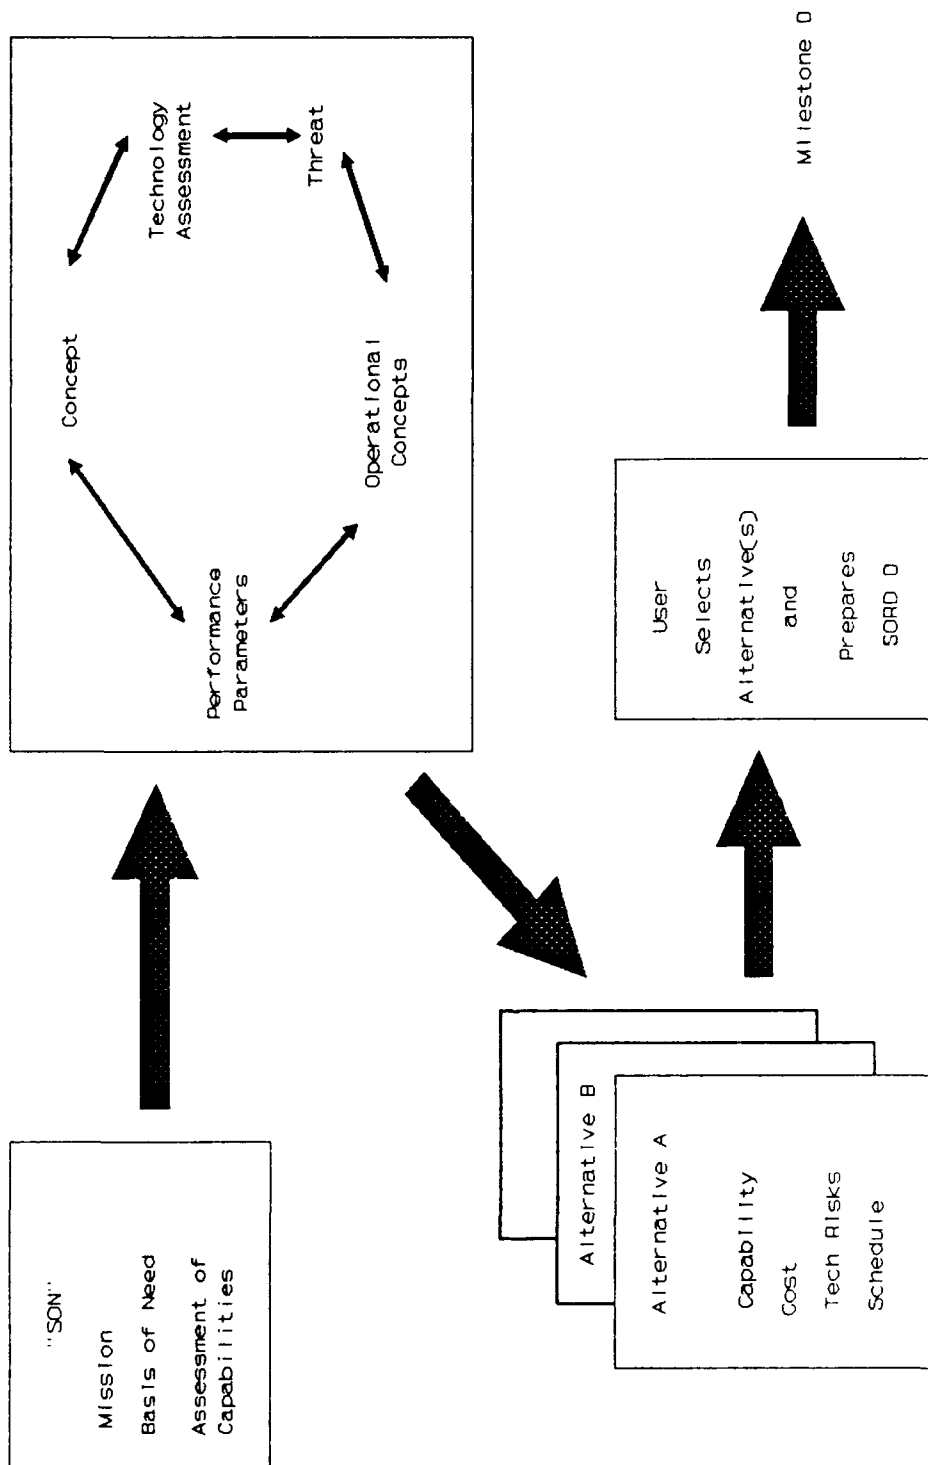 "SON"
Mission
Basis of Need
Assessment of
Capabilities
Concept
Technology
Assessment
Threat
Operational
Concepts
Performance
Parameters
Alternative B
Alternative A
Capability
Cost
Tech Risks
Schedule
User
Selects
Alternative(s)
and
Prepares
SORD 0
Milestone 0